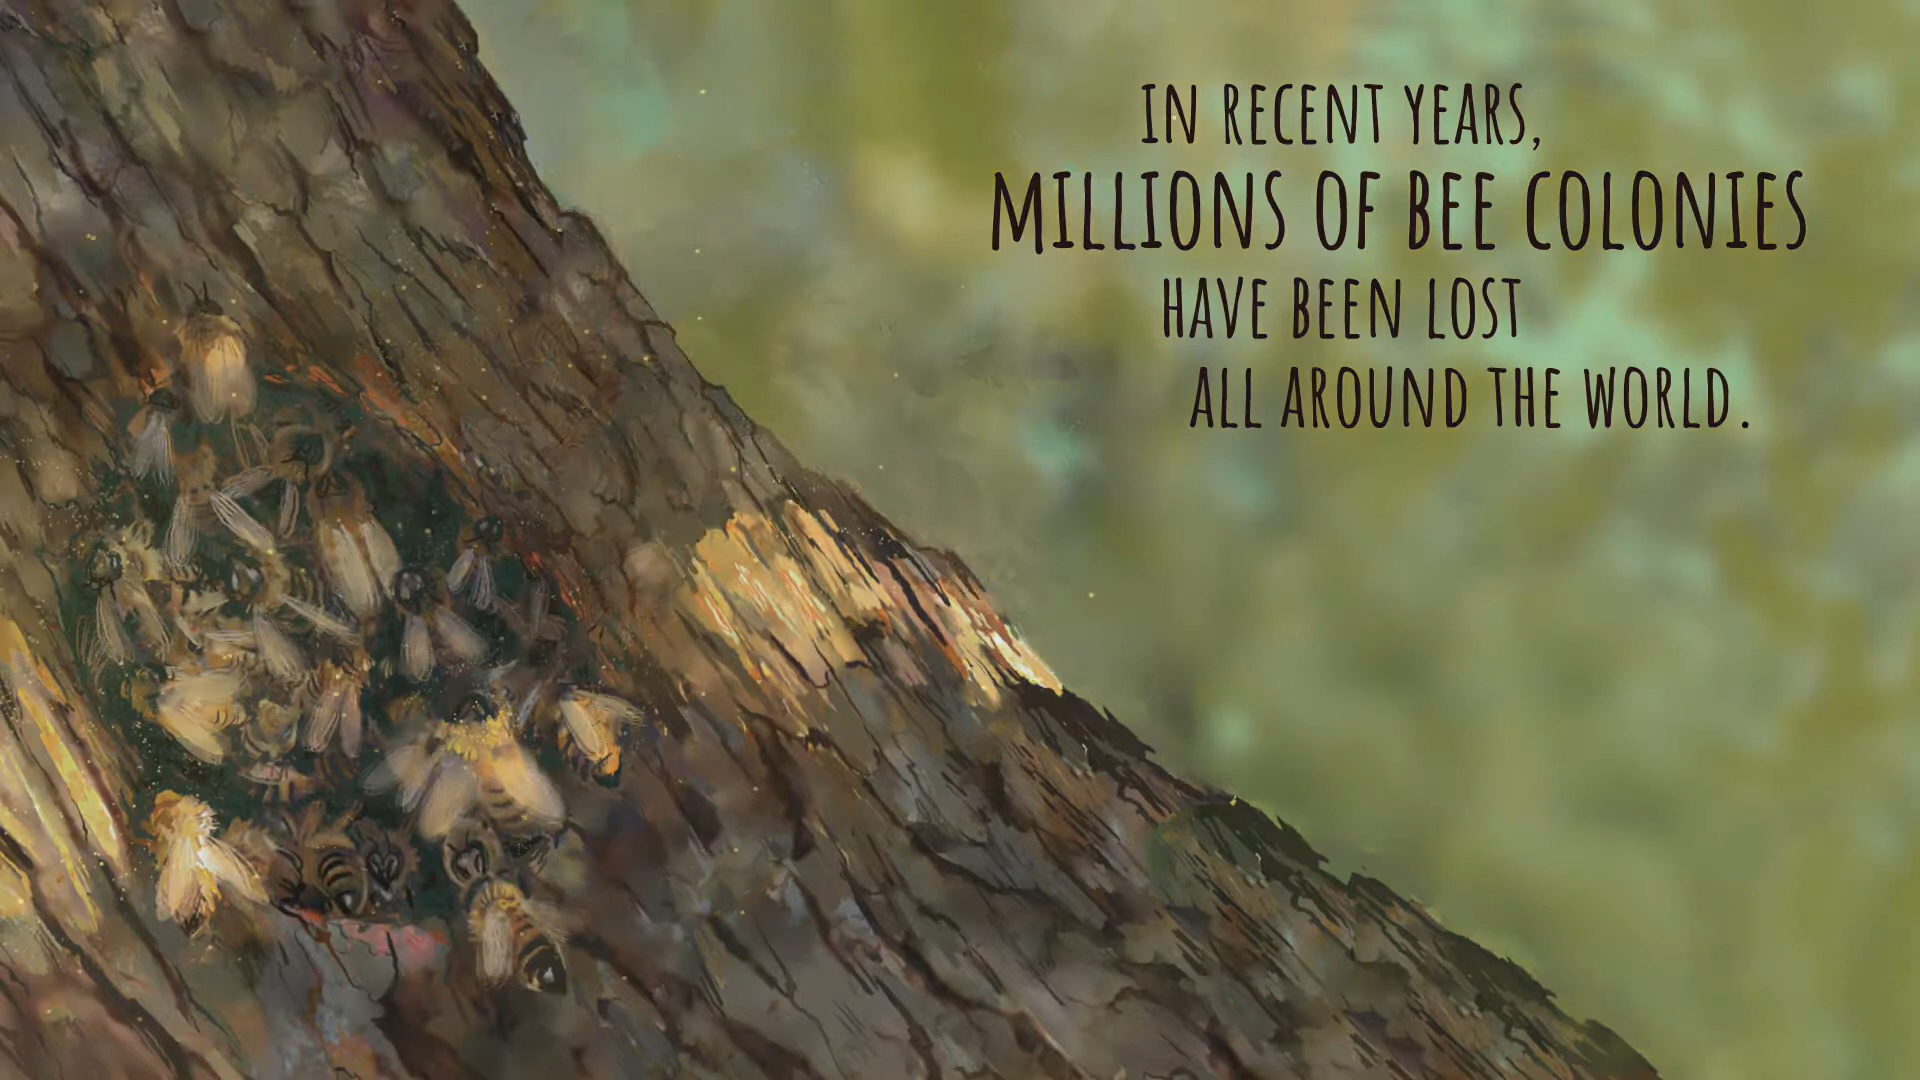 IN RECENT YEARS,
MILLIONS OF BEE COLONIES
HAVE BEEN LOST
ALL AROUND THE WORLD.